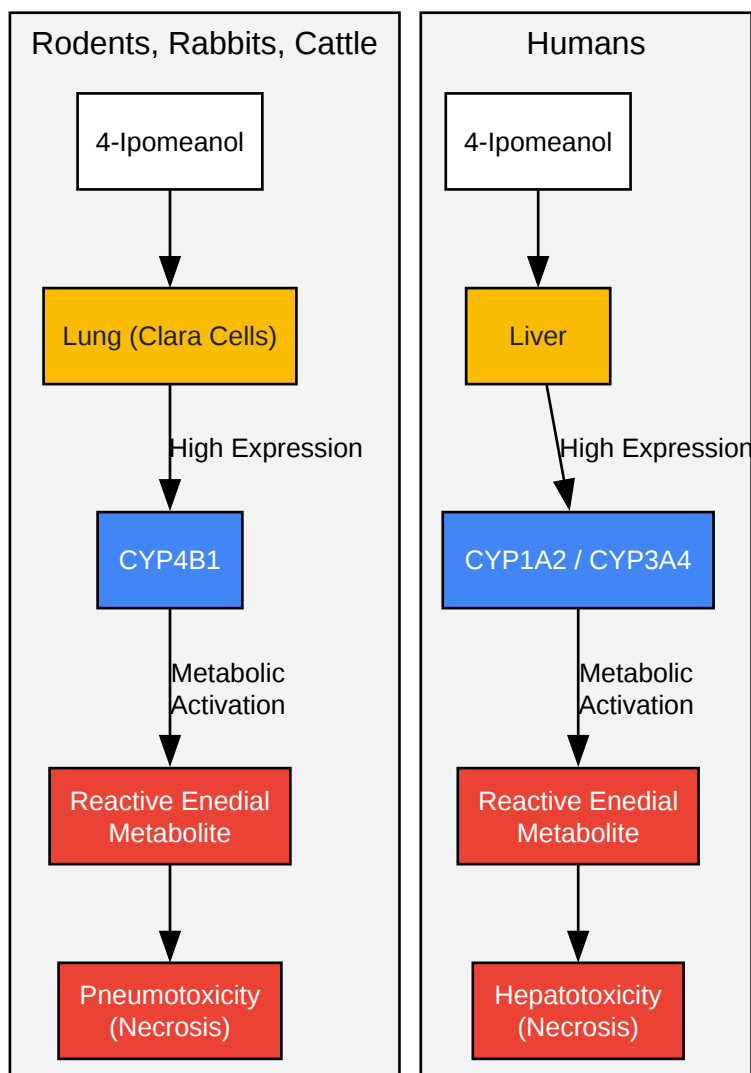 Rodents, Rabbits, Cattle
4-Ipomeanol
Lung (Clara Cells)
High Expression
CYP4B1
Metabolic
Activation
Reactive Enedial
Metabolite
Pneumotoxicity
(Necrosis)
Humans
4-Ipomeanol
Liver
High Expression
CYP1A2 / CYP3A4
Metabolic
Activation
Reactive Enedial
Metabolite
Hepatotoxicity
(Necrosis)